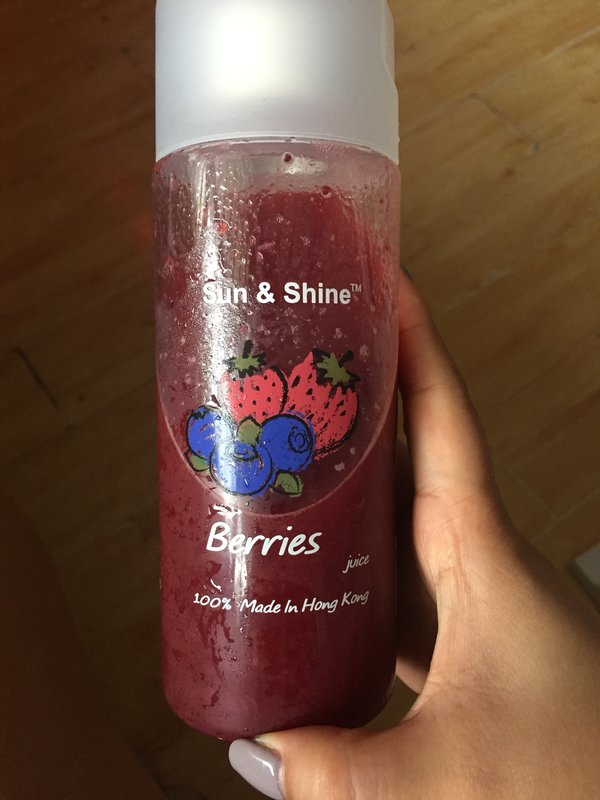 Sun & Shine™
Berries
juice
100% Made In Hong Kong